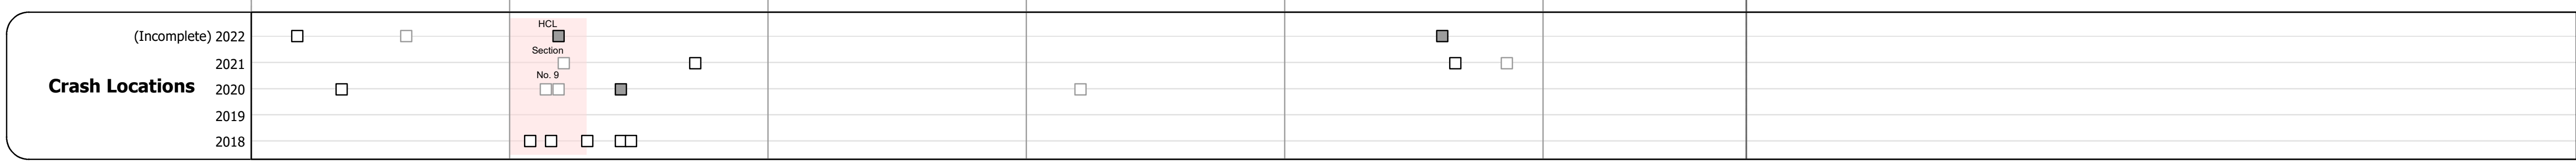 Crash Locations
(Incomplete) 2022
2021
2020
2019
2018
HCL
Section
No. 9